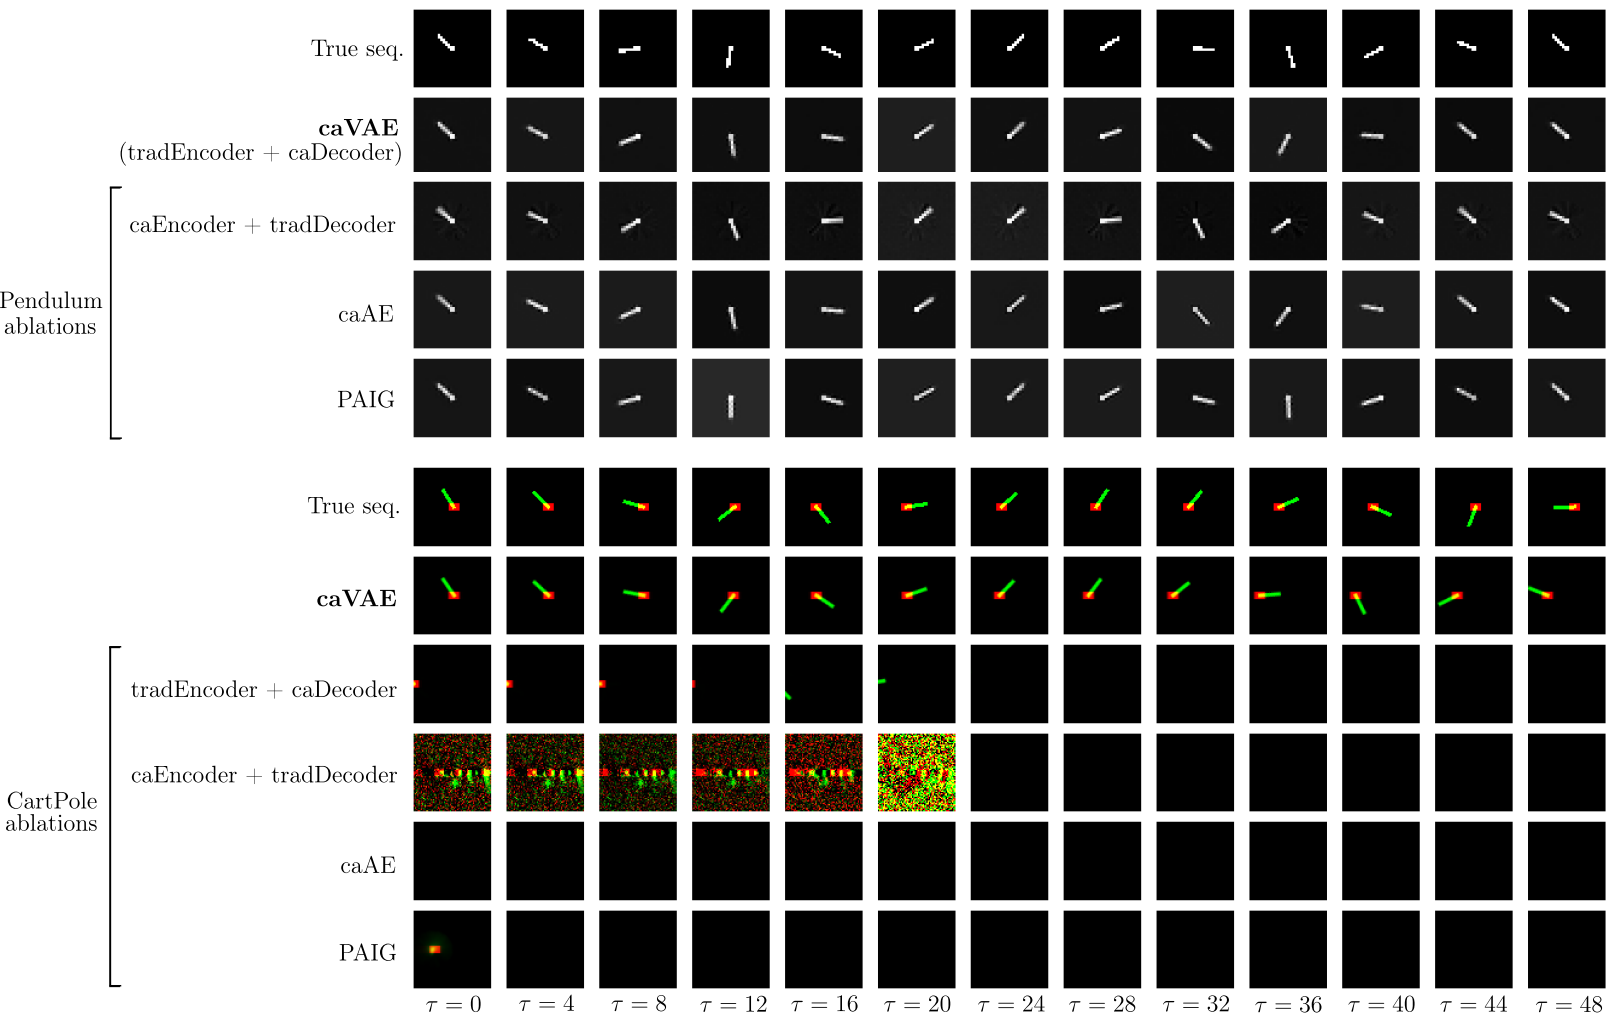 True seq.
caVAE
(tradEncoder + caDecoder)
caEncoder + tradDecoder
Pendulum
ablations
caAE
PAIG
True seq.
caVAE
tradEncoder + caDecoder
caEncoder + tradDecoder
CartPole
ablations
caAE
PAIG
τ = 0 τ = 4 τ = 8 τ = 12 τ = 16 τ = 20 τ = 24 τ = 28 τ = 32 τ = 36 τ = 40 τ = 44 τ = 48